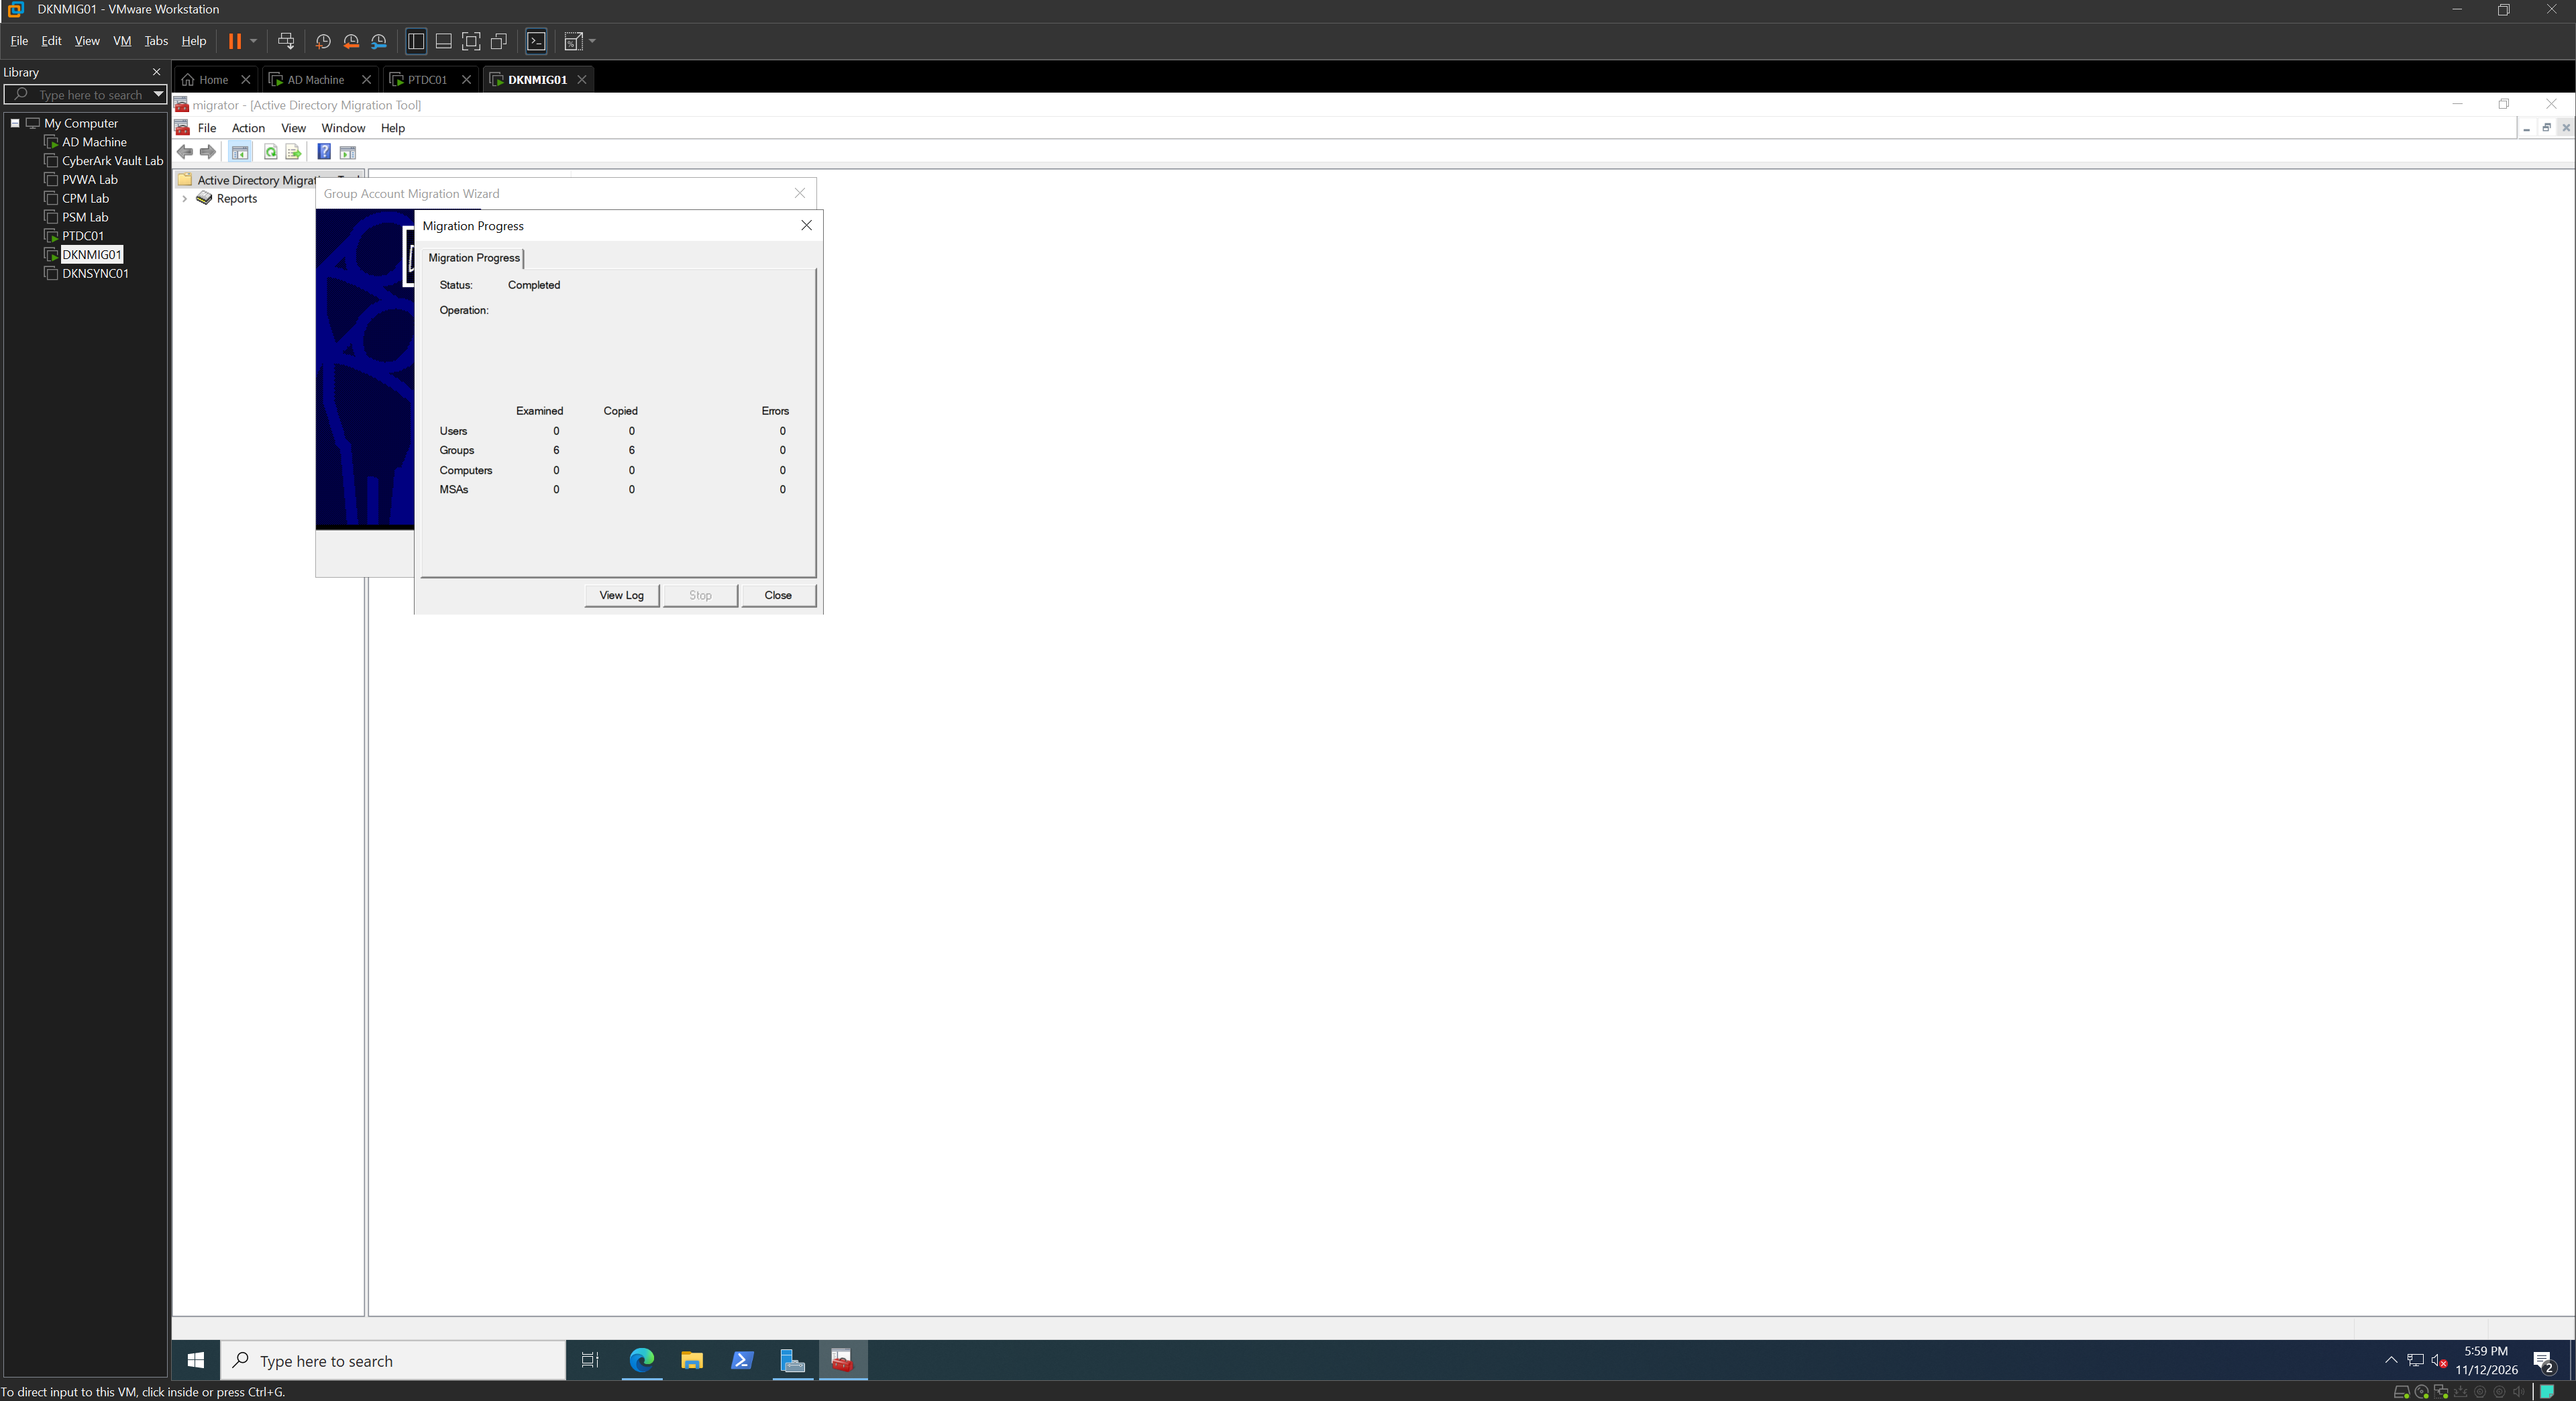 DKNMIG01 - VMware Workstation
File Edit View VM Tabs Help
Library
Type here to search
My Computer
AD Machine
CyberArk Vault Lab
PVWA Lab
CPM Lab
PSM Lab
PTDC01
DKNMIG01
DKNSYNC01
Home
AD Machine
PTDC01
DKNMIG01
migrator - [Active Directory Migration Tool]
File Action View Window Help
Active Directory Migrat
Reports
Group Account Migration Wizard
Migration Progress
Migration Progress
Status: Completed
Operation:
Examined Copied Errors
Users 0 0 0
Groups 6 6 0
Computers 0 0 0
MSAs 0 0 0
View Log Stop Close
Type here to search
5:59 PM
11/12/2026
2
To direct input to this VM, click inside or press Ctrl+G.